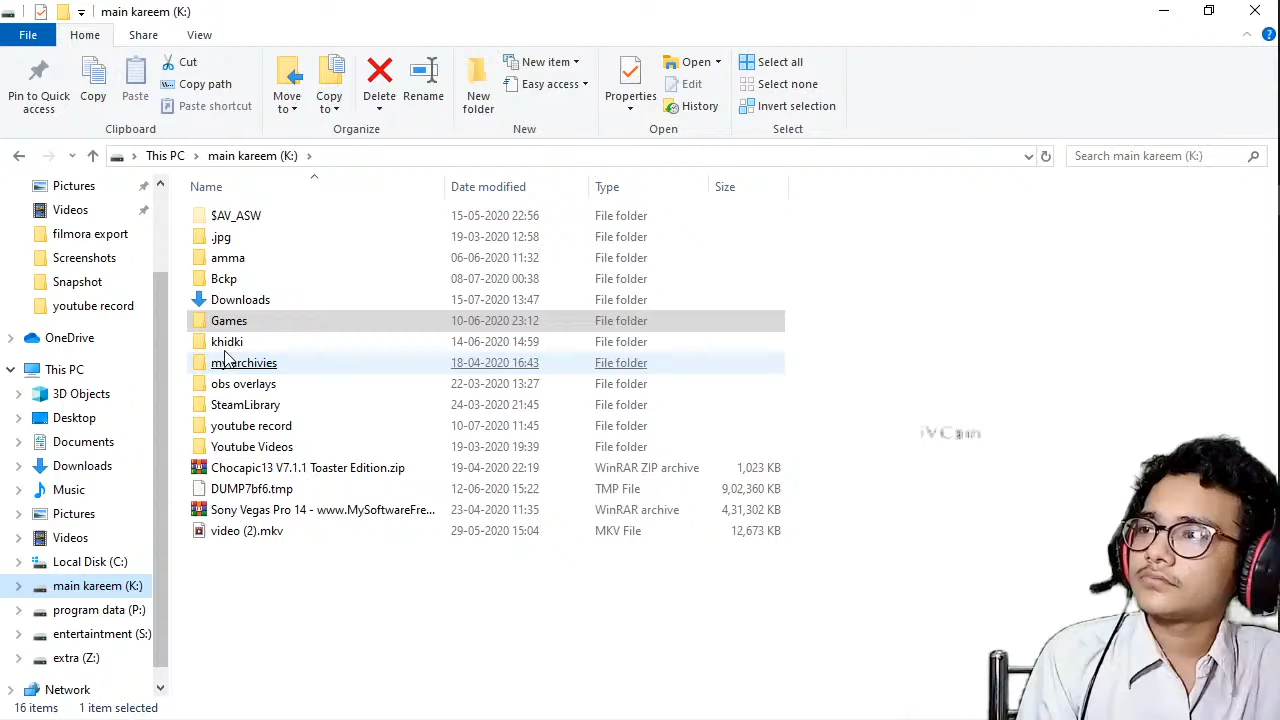 main kareem (K:)
File Home Share View
Pin to Quick access
Copy
Paste
Cut
Copy path
Paste shortcut
Clipboard
Move to
Copy to
Delete
Rename
Organize
New folder
New item
Easy access
New
Properties
Open
Edit
History
Open
Select all
Select none
Invert selection
Select
This PC > main kareem (K:) >
Search main kareem (K:)
Pictures
Videos
filmora export
Screenshots
Snapshot
youtube record
OneDrive
This PC
3D Objects
Desktop
Documents
Downloads
Music
Pictures
Videos
Local Disk (C:)
main kareem (K:)
program data (P:)
entertaintment (S:)
extra (Z:)
Network
Name Date modified Type Size
$AV_ASW 15-05-2020 22:56 File folder
.jpg 19-03-2020 12:58 File folder
amma 06-06-2020 11:32 File folder
Bckp 08-07-2020 00:38 File folder
Downloads 15-07-2020 13:47 File folder
Games 10-06-2020 23:12 File folder
khidki 14-06-2020 14:59 File folder
archivies 18-04-2020 16:43 File folder
obs overlays 22-03-2020 13:27 File folder
SteamLibrary 24-03-2020 21:45 File folder
youtube record 10-07-2020 11:45 File folder
Youtube Videos 19-03-2020 19:39 File folder
Chocapic13 V7.1.1 Toaster Edition.zip 19-04-2020 22:19 WinRAR ZIP archive 1,023 KB
DUMP7bf6.tmp 12-06-2020 15:22 TMP File 9,02,360 KB
Sony Vegas Pro 14 - www.MySoftwareFre... 23-04-2020 11:35 WinRAR archive KB
video (2).mkv 29-05-2020 15:04 MKV File 12,673 KB
iVCam
16 items 1 item selected